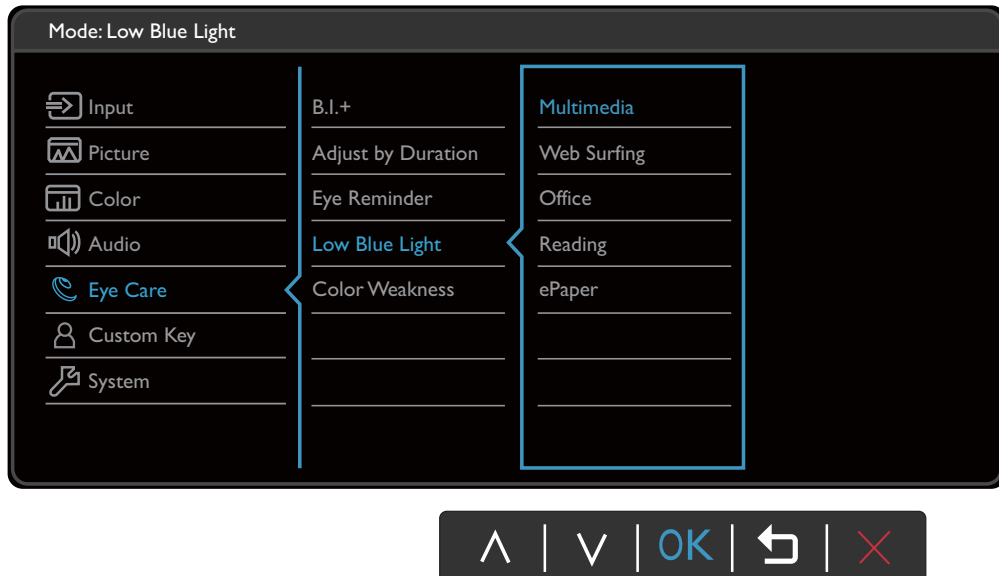 Mode: Low Blue Light
Input
Picture
Color
Audio
Eye Care
Custom Key
System
B.I.+
Adjust by Duration
Eye Reminder
Low Blue Light
Color Weakness
Multimedia
Web Surfing
Office
Reading
ePaper
OK